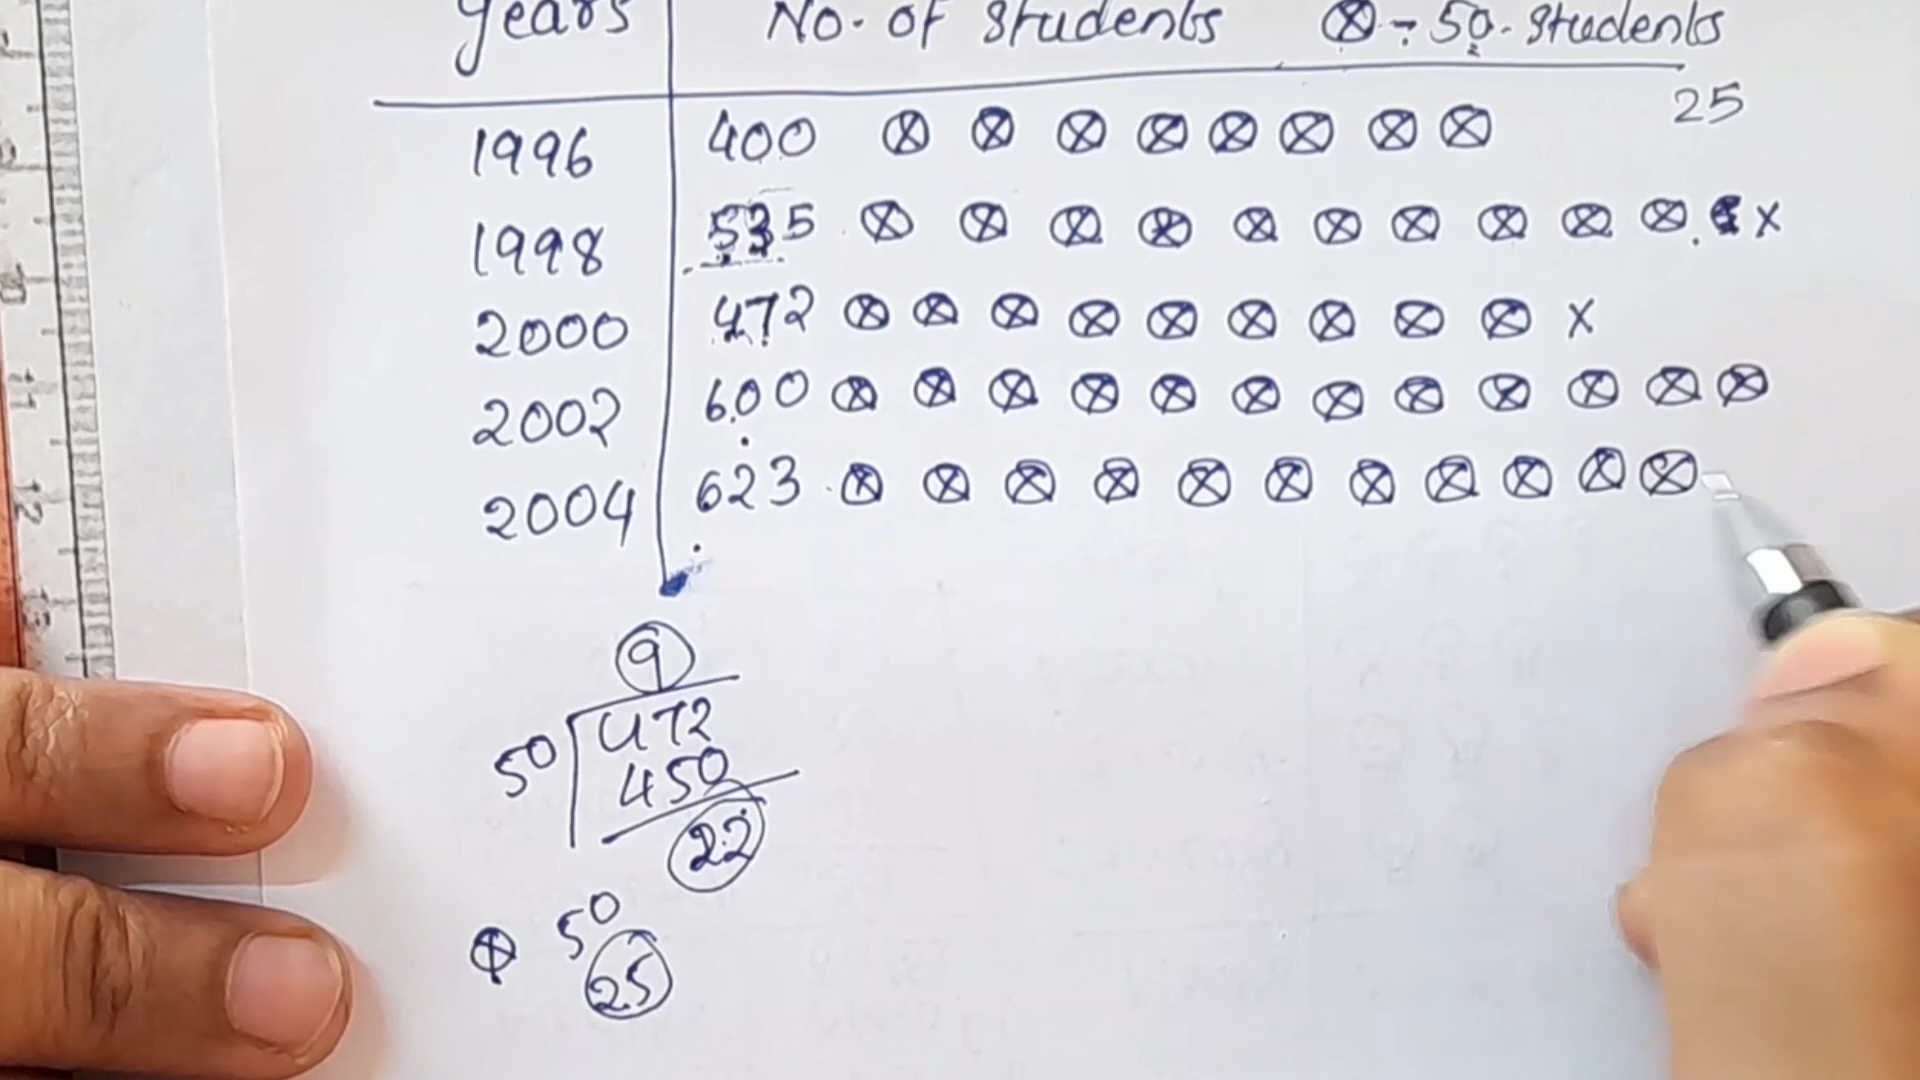 Years No. of students ⊗ - 50 students
25
1996 400 ⊗ ⊗ ⊗ ⊗ ⊗ ⊗ ⊗ ⊗
1998 535 ⊗ ⊗ ⊗ ⊗ ⊗ ⊗ ⊗ ⊗ ⊗ ⊗ x
2000 472 ⊗ ⊗ ⊗ ⊗ ⊗ ⊗ ⊗ ⊗ ⊗ x
2002 600 ⊗ ⊗ ⊗ ⊗ ⊗ ⊗ ⊗ ⊗ ⊗ ⊗ ⊗ ⊗
2004 623 ⊗ ⊗ ⊗ ⊗ ⊗ ⊗ ⊗ ⊗ ⊗ ⊗ ⊗
9
50 472
450
22
⊗ 50
25